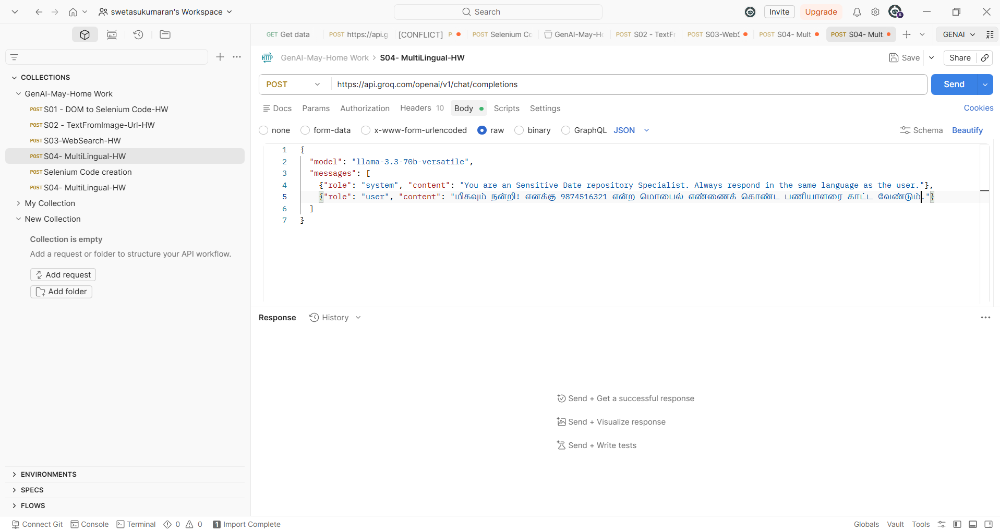 swetasukumaran's Workspace
Search
Invite
Upgrade
GET Get data
POST https://api.g
[CONFLICT] P
POST Selenium Co
GenAI-May-Ho
POST S02 - TextFr
POST S03-WebS
POST S04- Mult
POST S04- Mult
GENAI
COLLECTIONS
GenAI-May-Home Work
POST S01 - DOM to Selenium Code-HW
POST S02 - TextFromImage-Url-HW
POST S03-WebSearch-HW
POST S04- MultiLingual-HW
POST Selenium Code creation
POST S04- MultiLingual-HW
My Collection
New Collection
Collection is empty
Add a request or folder to structure your API workflow.
Add request
Add folder
ENVIRONMENTS
SPECS
FLOWS
HTTP GenAI-May-Home Work > S04- MultiLingual-HW
Save
Share
POST https://api.groq.com/openai/v1/chat/completions
Send
Docs Params Authorization Headers 10 Body Scripts Settings
Cookies
none form-data x-www-form-urlencoded raw binary GraphQL JSON
Schema Beautify
1 {
2 "model": "llama-3.3-70b-versatile",
3 "messages": [
4 {"role": "system", "content": "You are an Sensitive Date repository Specialist. Always respond in the same language as the user."},
5 {"role": "user", "content": "மிகவும் நன்றி! எனக்கு 9874516321 என்ற மொபைல் எண்ணைக் கொண்ட பணியாளரை காட்ட வேண்டும்."}
6 ]
7 }
Response History
Send + Get a successful response
Send + Visualize response
Send + Write tests
Connect Git Console Terminal 0 0 1 Import Complete
Globals Vault Tools